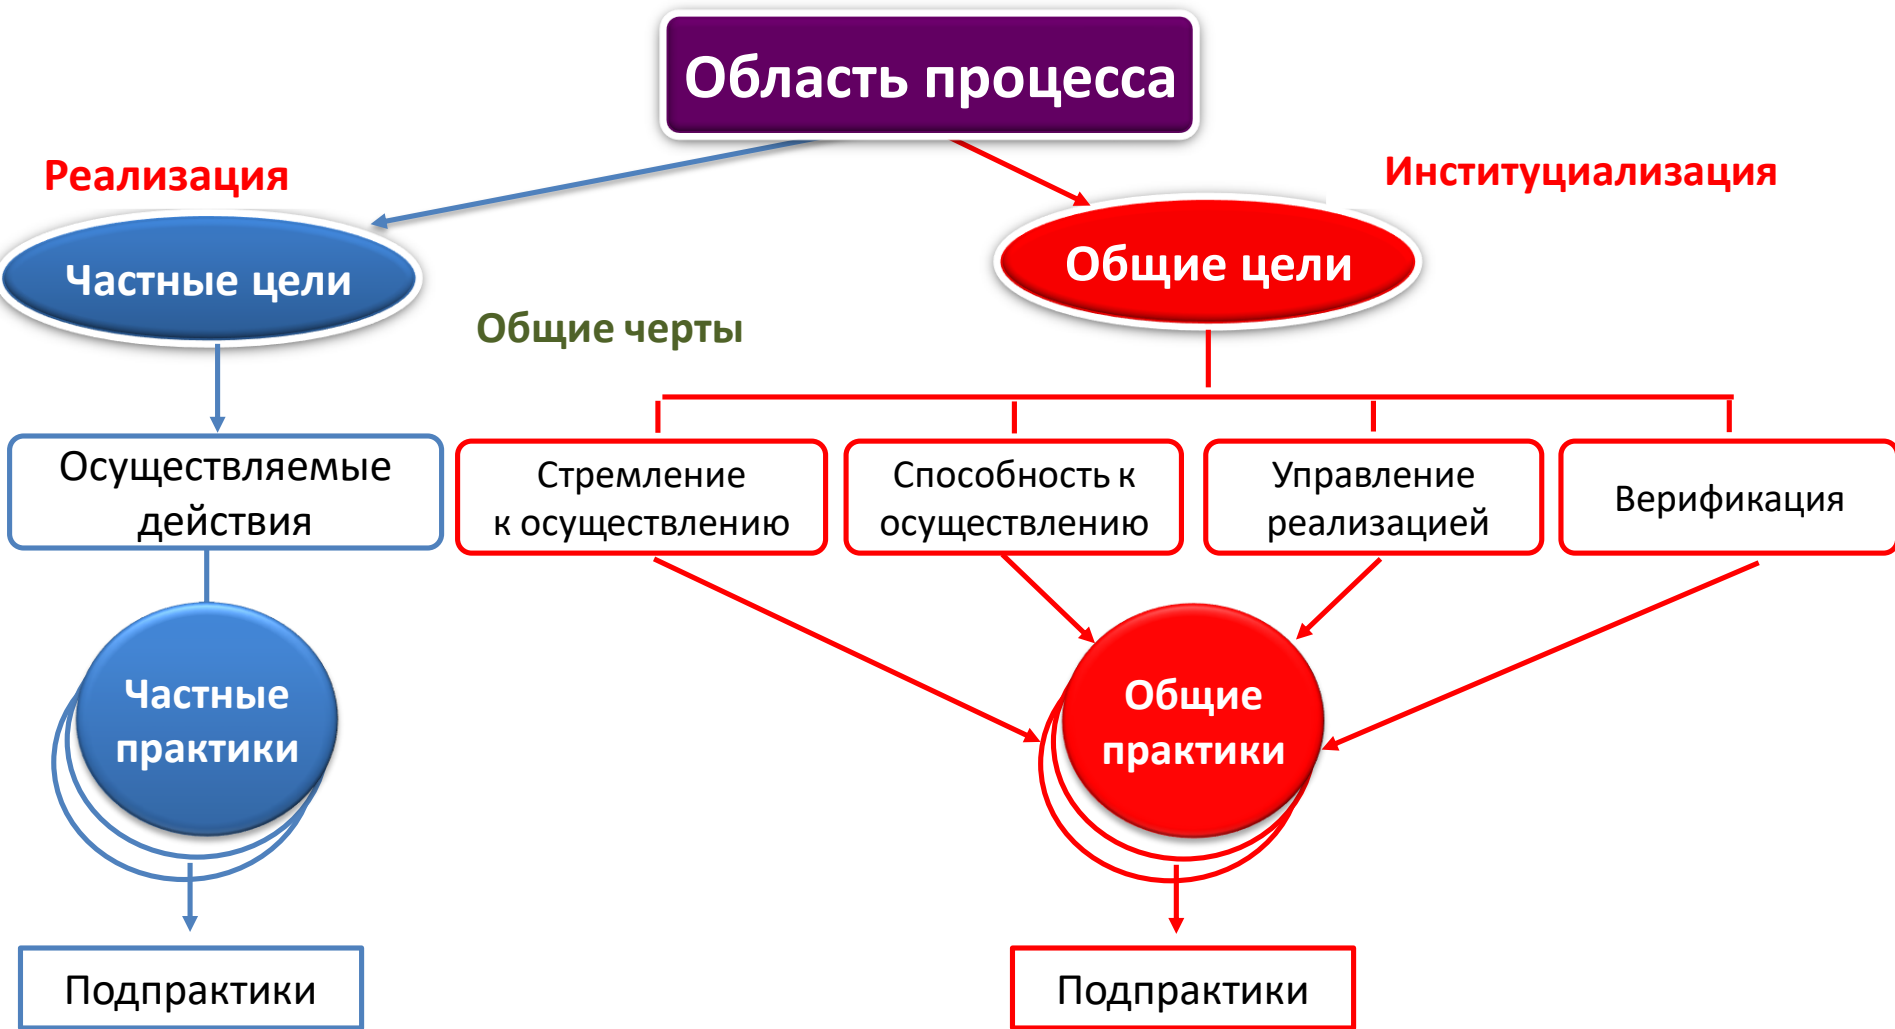 Область процесса
Реализация
Институциализация
Частные цели
Общие цели
Общие черты
Осуществляемые
действия
Стремление
к осуществлению
Способность к
осуществлению
Управление
реализацией
Верификация
Частные
практики
Общие
практики
Подпрактики
Подпрактики